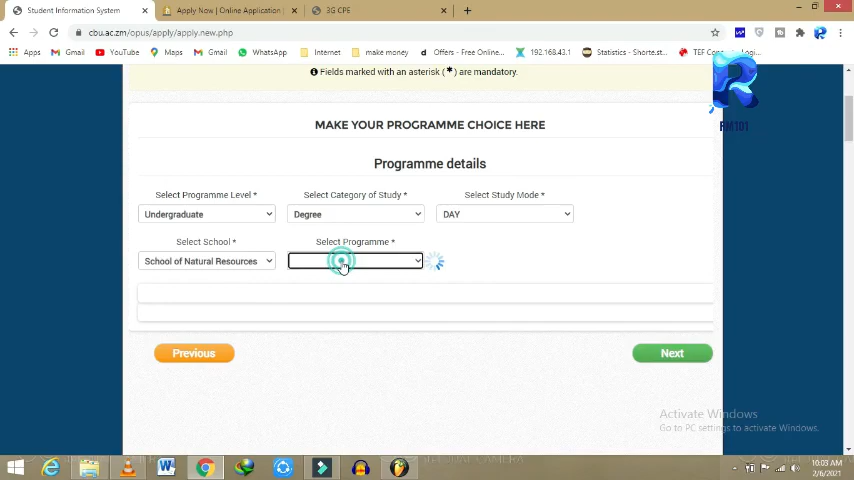 Student Information System
Apply Now | Online Application |
3G CPE
cbu.ac.zm/opus/apply/apply.new.php
Apps
Gmail
YouTube
Maps
Gmail
WhatsApp
Internet
make money
Offers - Free Online...
192.168.43.1
Statistics - Shorte.st...
TEF Con
Logi...
Fields marked with an asterisk (*) are mandatory.
RM101
MAKE YOUR PROGRAMME CHOICE HERE
Programme details
Select Programme Level *
Select Category of Study *
Select Study Mode *
Undergraduate
Degree
DAY
Select School *
Select Programme *
School of Natural Resources
Previous
Next
Activate Windows
Go to PC settings to activate Windows.
10:03 AM
2/6/2021